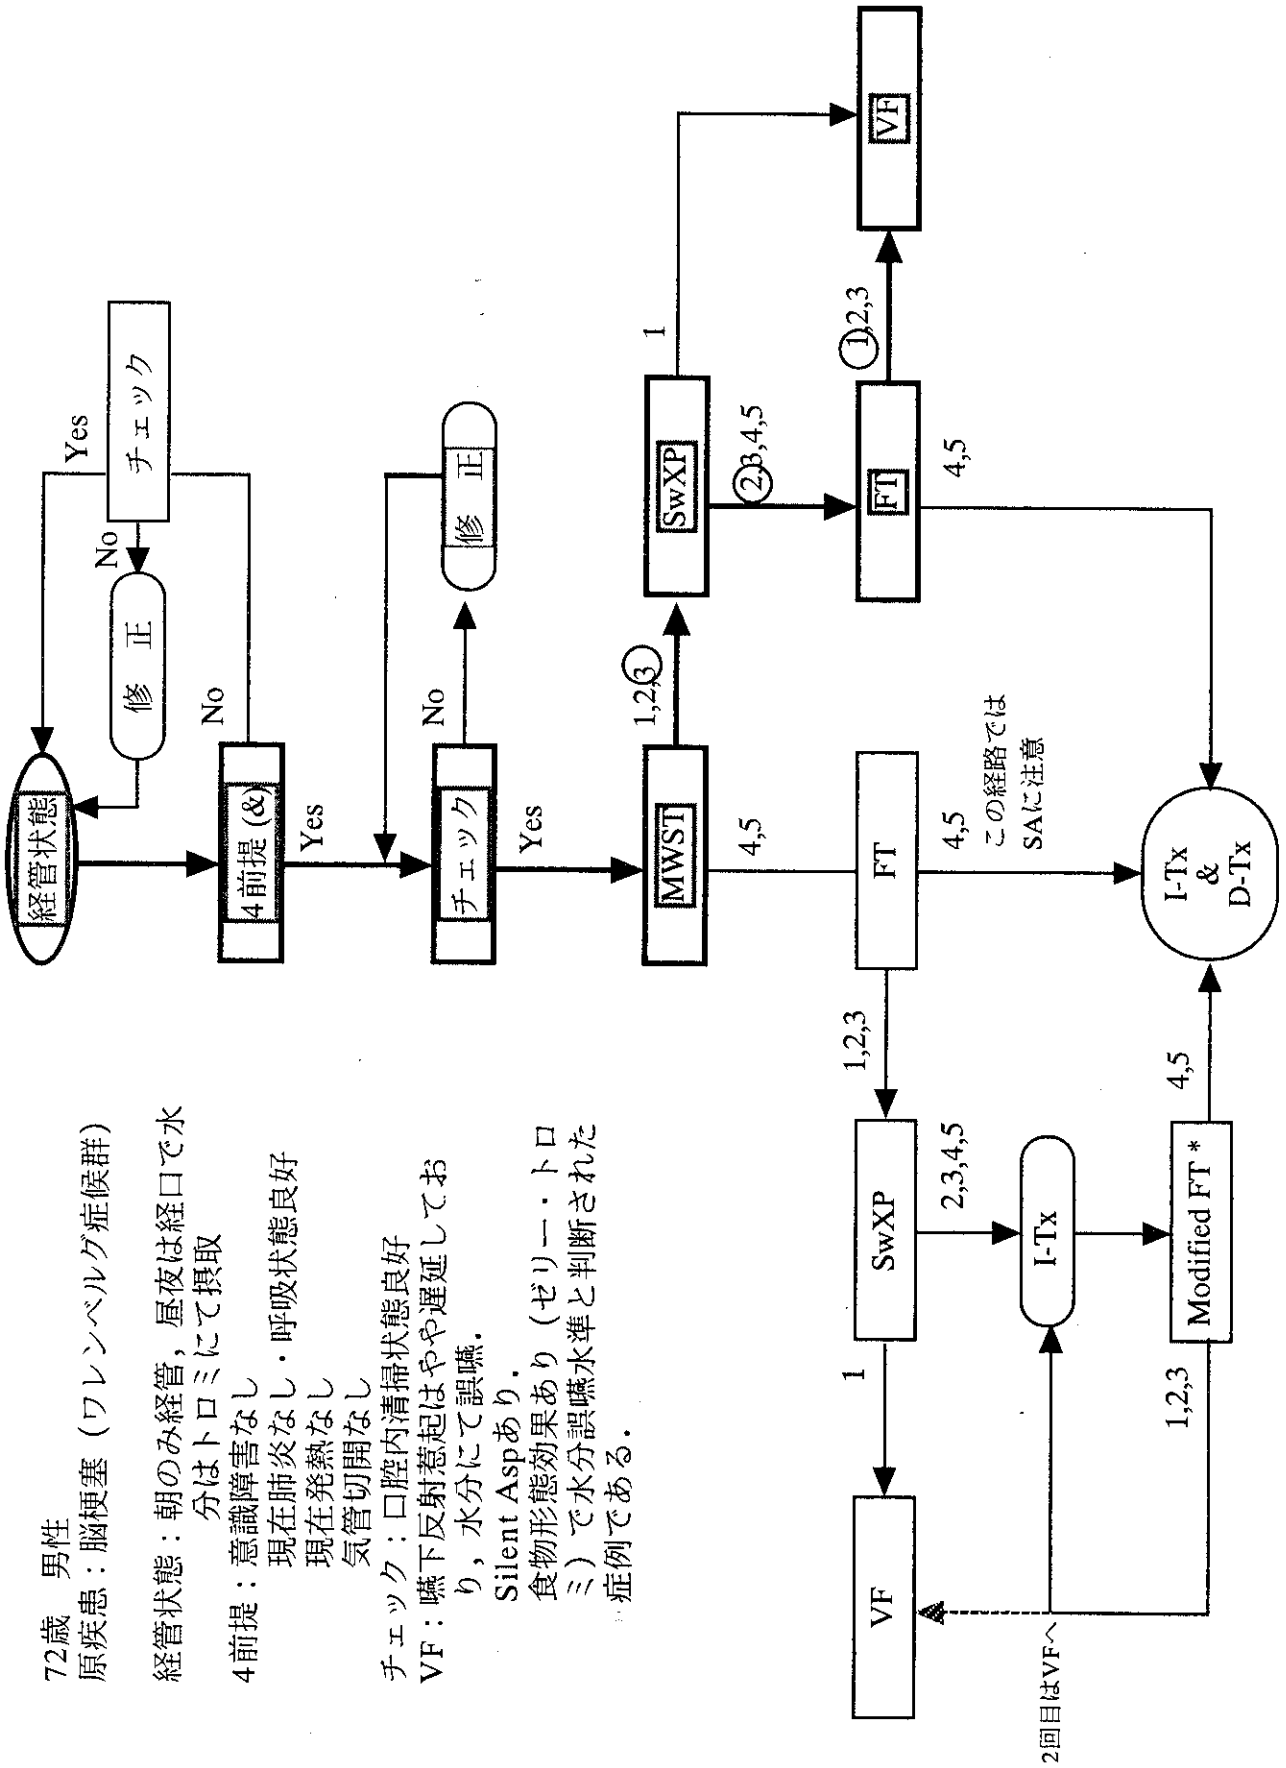 72歳 男性
原疾患：脳梗塞（ワレンベルグ症候群）
経管状態：朝のみ経管，昼夜は経口で水
分はトロミにて摂取
4前提：意識障害なし
現在肺炎なし・呼吸状態良好
現在発熱なし
気管切開なし
チェック：口腔内清掃状態良好
VF：嚥下反射惹起はやや遅延してお
り，水分にて誤嚥．
Silent Aspあり．
食物形態効果あり（ゼリー・トロ
ミ）で水分誤嚥水準と判断された
症例である．
経管状態
Yes
チェック
No
修 正
4前提 (&)
No
Yes
チェック
No
修 正
Yes
MWST
1,2,3
SwXP
1
2,3,4,5
4,5
FT
1,2,3
VF
4,5
FT
1,2,3
4,5
この経路では
SAに注意
SwXP
1
VF
2,3,4,5
I-Tx
Modified FT *
1,2,3
4,5
2回目はVFへ
I-Tx
&
D-Tx